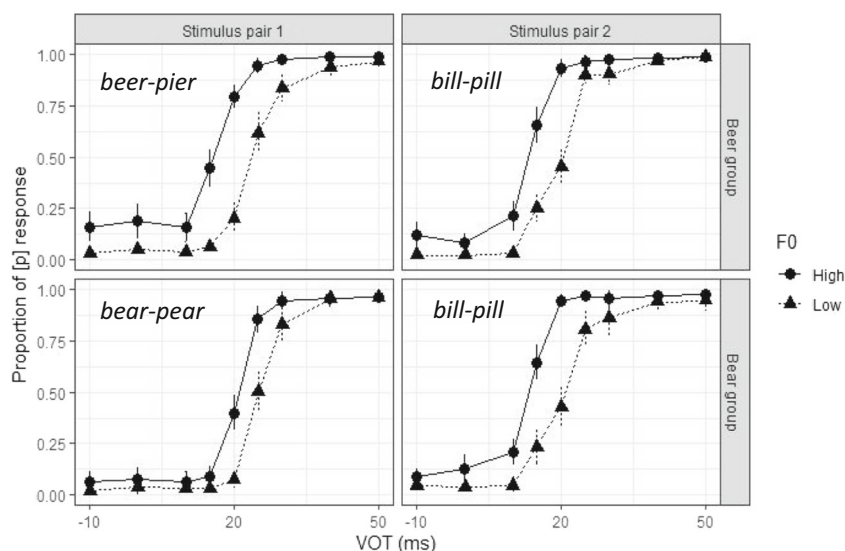 Stimulus pair 1
Stimulus pair 2
1.00
0.75
0.50
0.25
0.00
beer-pier
bill-pill
Beer group
1.00
0.75
0.50
0.25
0.00
bear-pear
bill-pill
Bear group
Proportion of [p] response
-10
20
50
-10
20
50
VOT (ms)
F0
High
Low